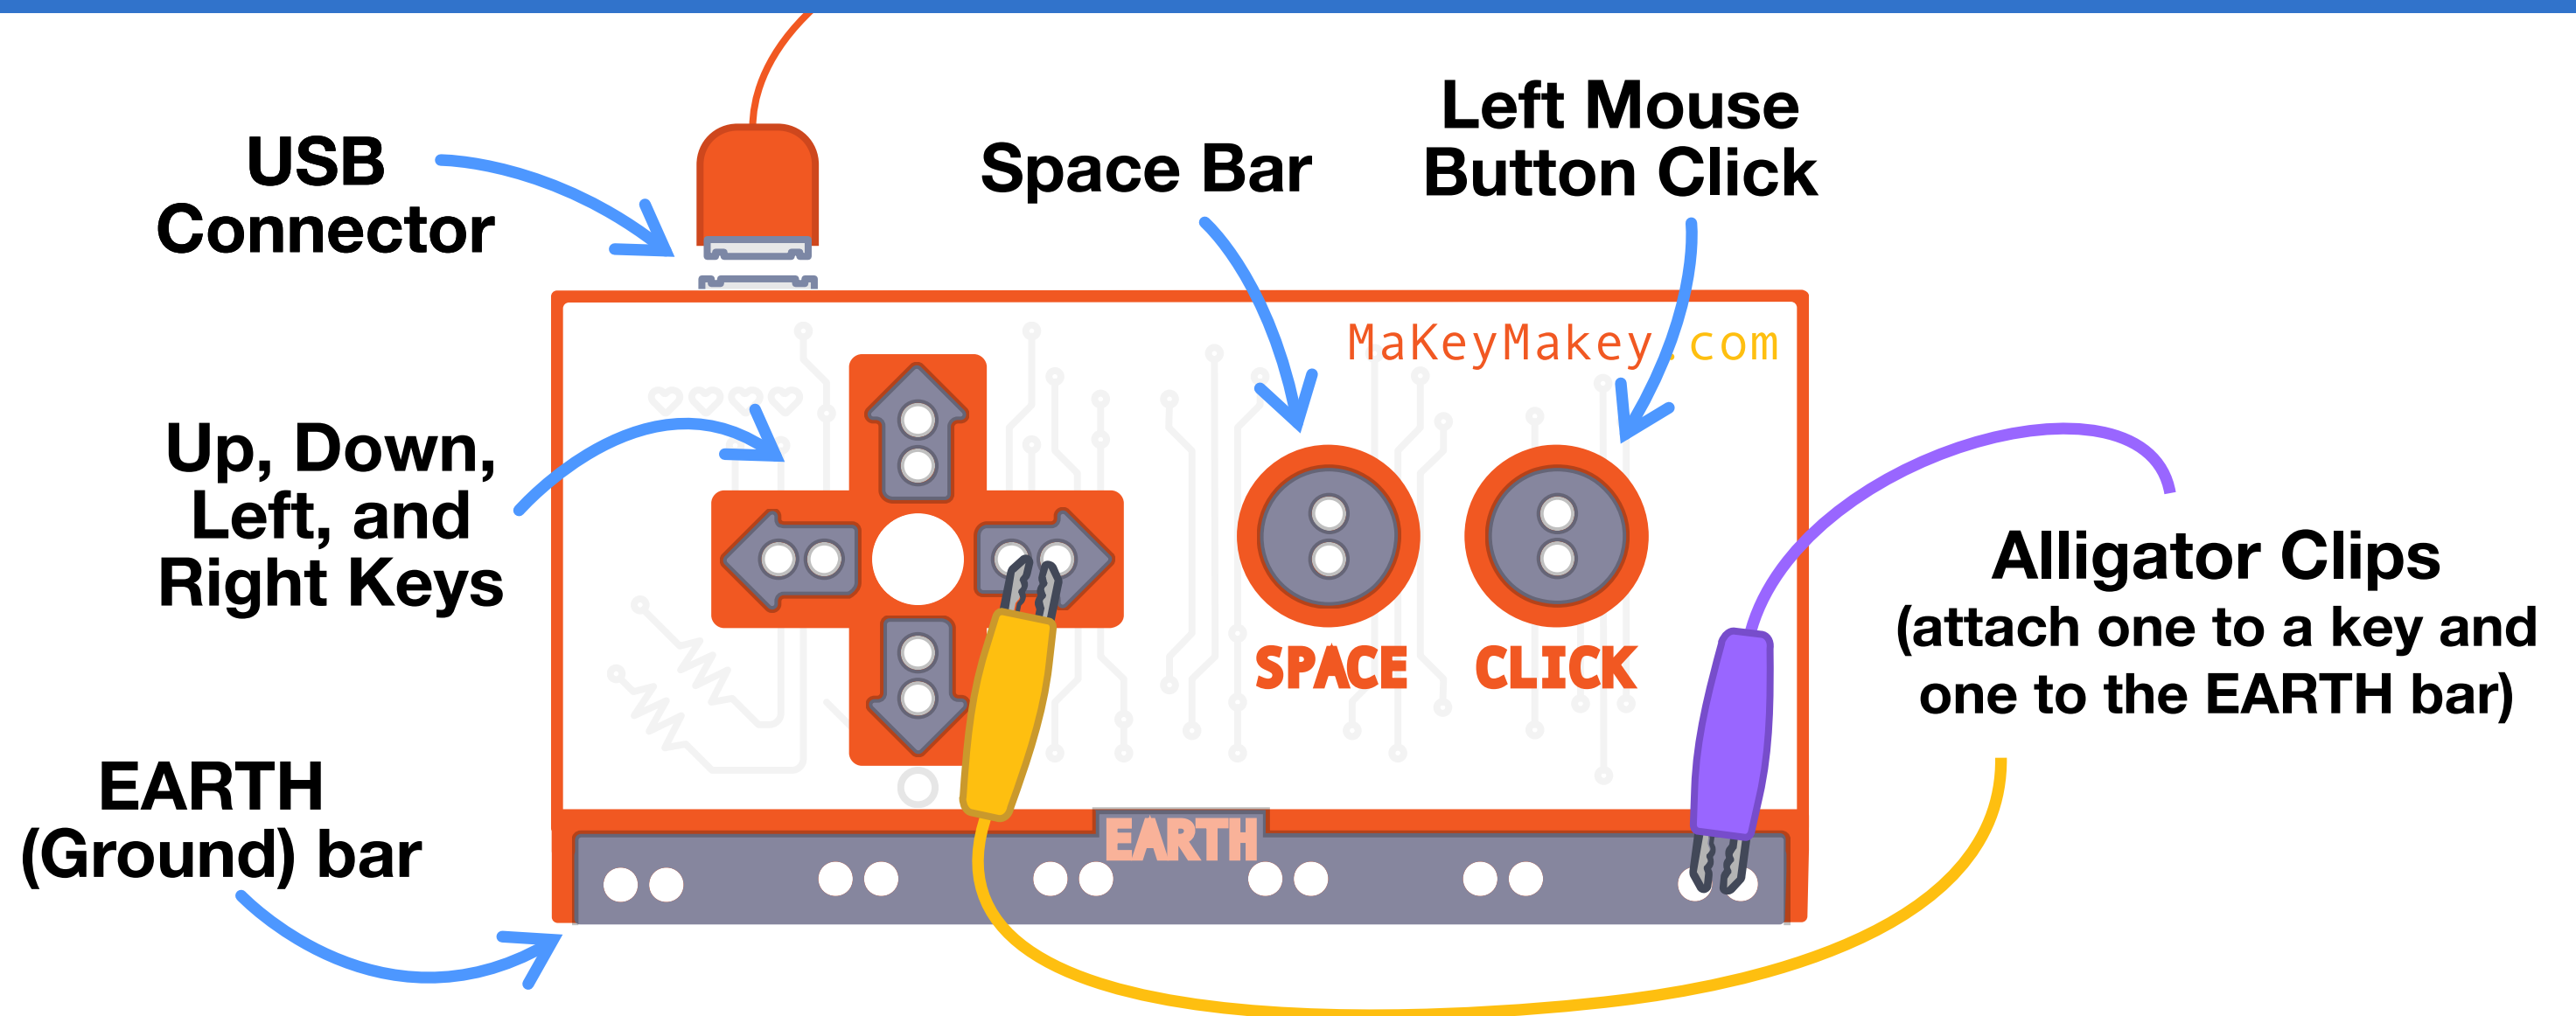 USB
Connector
Space Bar
Left Mouse
Button Click
MaKeyMakey.com
Up, Down,
Left, and
Right Keys
SPACE
CLICK
Alligator Clips
(attach one to a key and
one to the EARTH bar)
EARTH
(Ground) bar
EARTH